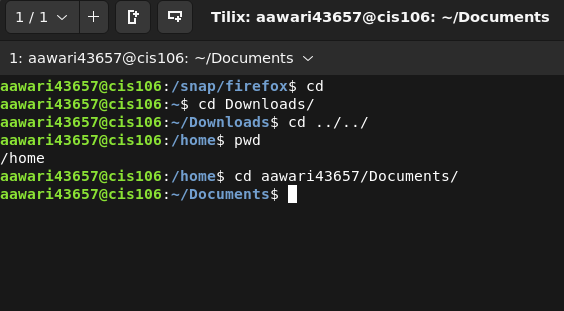 1 / 1
Tilix: aawari43657@cis106: ~/Documents
1: aawari43657@cis106: ~/Documents
aawari43657@cis106:/snap/firefox$ cd
aawari43657@cis106:~$ cd Downloads/
aawari43657@cis106:~/Downloads$ cd ../../
aawari43657@cis106:/home$ pwd
/home
aawari43657@cis106:/home$ cd aawari43657/Documents/
aawari43657@cis106:~/Documents$